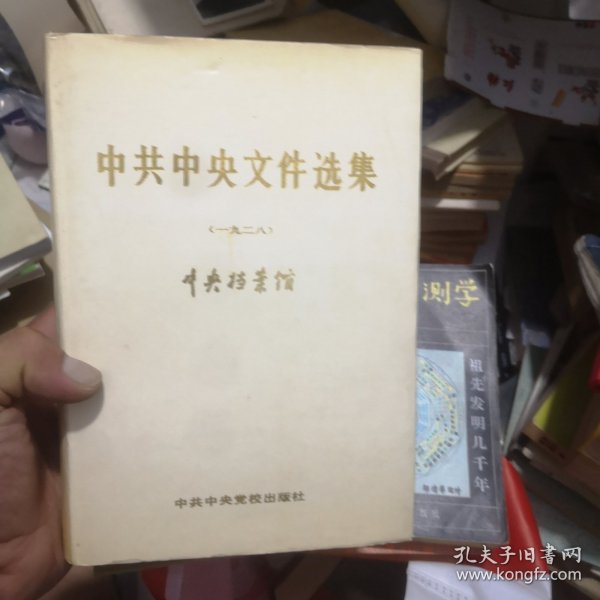 中共中央文件选集
（一九二八）
中央档案馆
中共中央党校出版社
测学
祖先发明几千年
孔夫子旧书网
www.kongfz.com